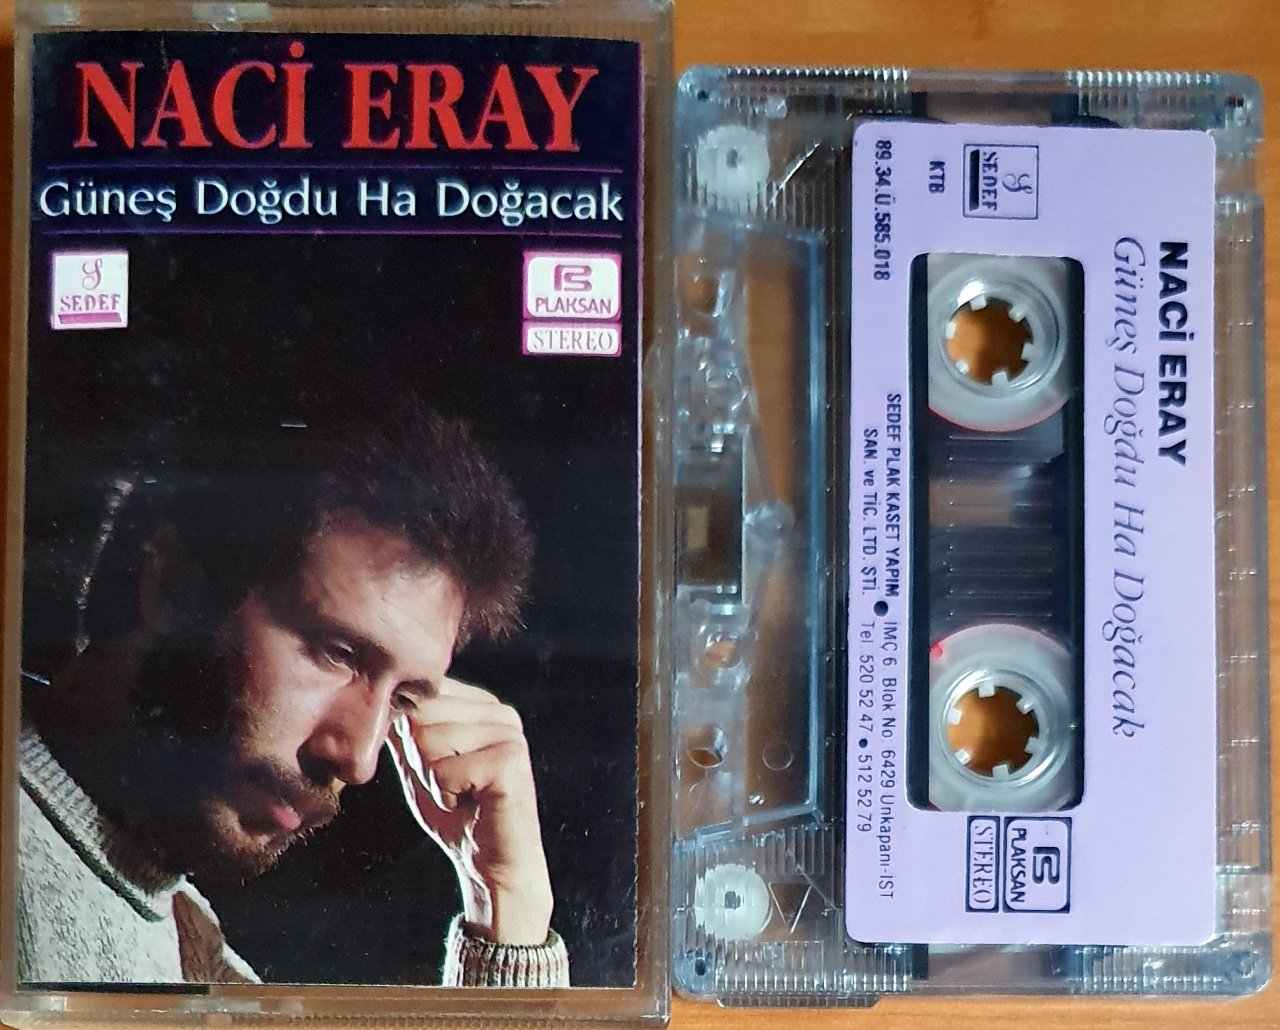 NACİ ERAY
Güneş Doğdu Ha Doğacak
SEDEF
PLAKSAN
STEREO
NACİ ERAY
Güneş Doğdu Ha Doğacak
SEDEF
KTB
89.34.Ü.585.018
SEDEF PLAK KASET YAPIM ● İMÇ 6. Blok No 6429 Unkapanı-İST
SAN. ve TİC. LTD. ŞTİ. Tel 520 52 47 ● 512 52 79
PLAKSAN
STEREO